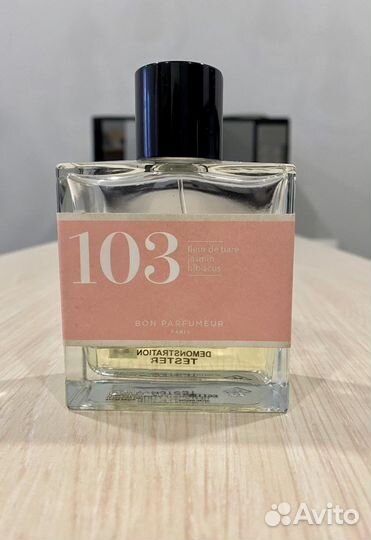 103
fleur de tiaré
jasmin
hibiscus
BON PARFUMEUR
PARIS
DEMONSTRATION
TESTER
Avito